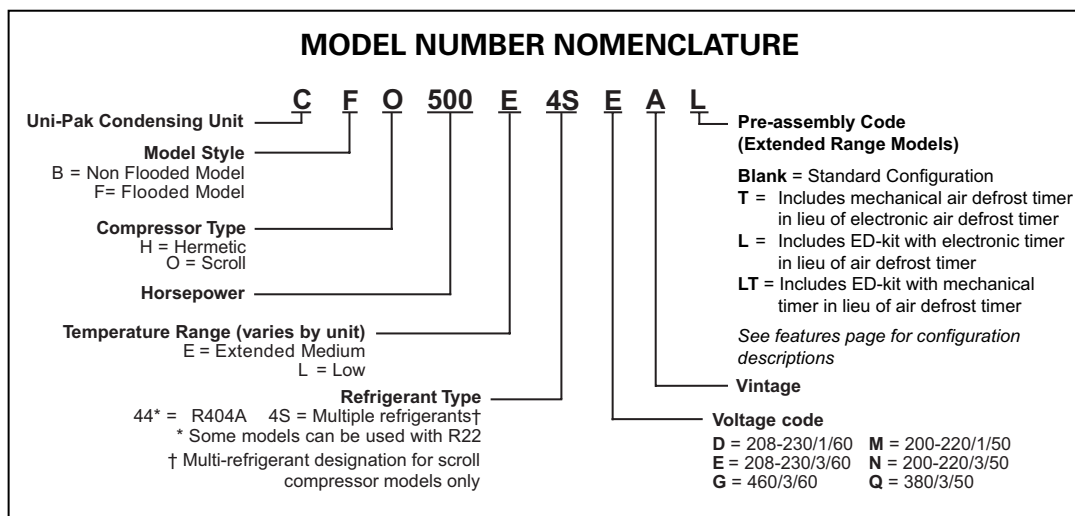 MODEL NUMBER NOMENCLATURE
C F O 500 E 4S E A L
Uni-Pak Condensing Unit
Model Style
B = Non Flooded Model
F= Flooded Model
Compressor Type
H = Hermetic
O = Scroll
Horsepower
Temperature Range (varies by unit)
E = Extended Medium
L = Low
Refrigerant Type
44* = R404A 4S = Multiple refrigerants†
* Some models can be used with R22
† Multi-refrigerant designation for scroll
compressor models only
Pre-assembly Code
(Extended Range Models)
Blank = Standard Configuration
T = Includes mechanical air defrost timer
in lieu of electronic air defrost timer
L = Includes ED-kit with electronic timer
in lieu of air defrost timer
LT = Includes ED-kit with mechanical
timer in lieu of air defrost timer
See features page for configuration
descriptions
Vintage
Voltage code
D = 208-230/1/60 M = 200-220/1/50
E = 208-230/3/60 N = 200-220/3/50
G = 460/3/60 Q = 380/3/50